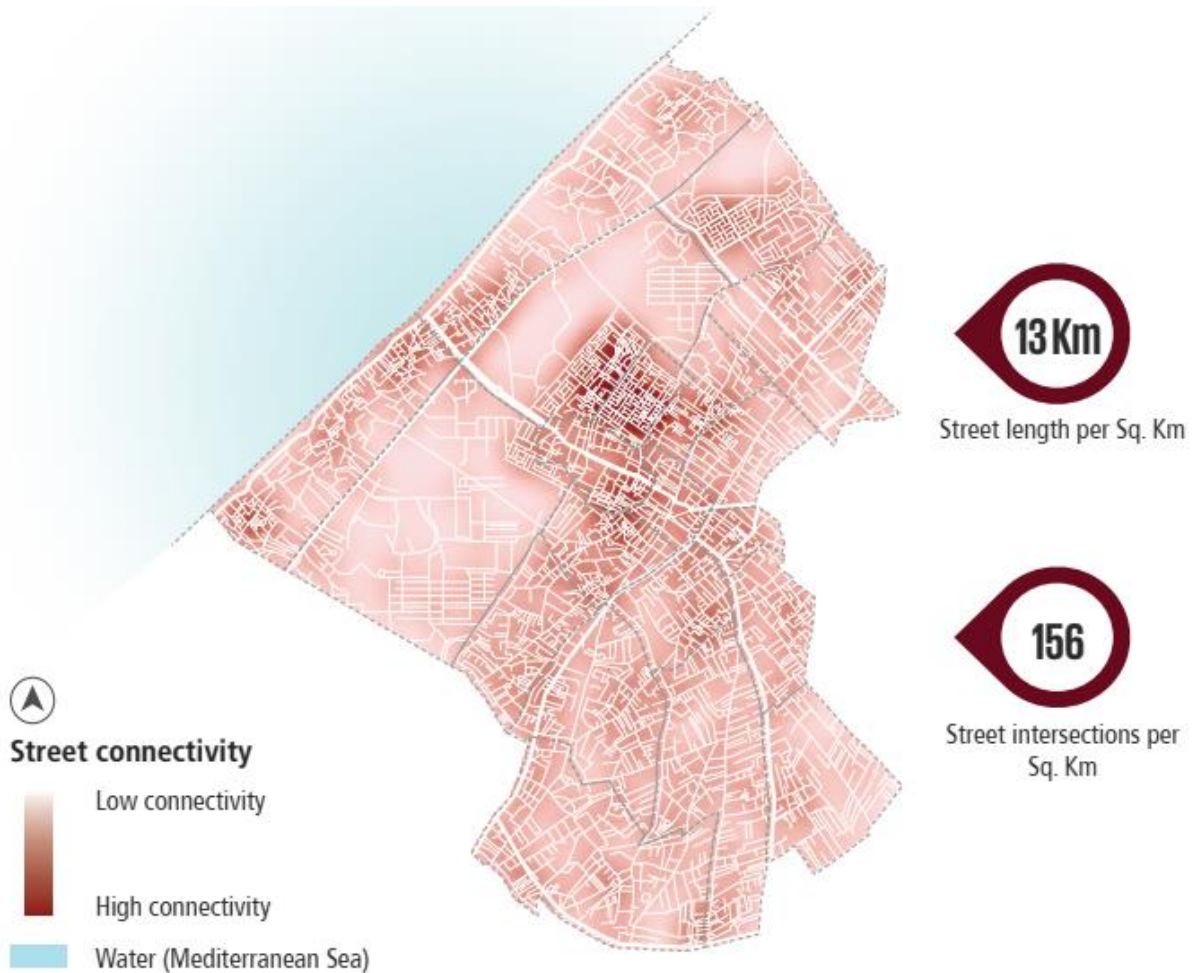 13 Km
Street length per Sq. Km
156
Street intersections per
Sq. Km
Street connectivity
Low connectivity
High connectivity
Water (Mediterranean Sea)